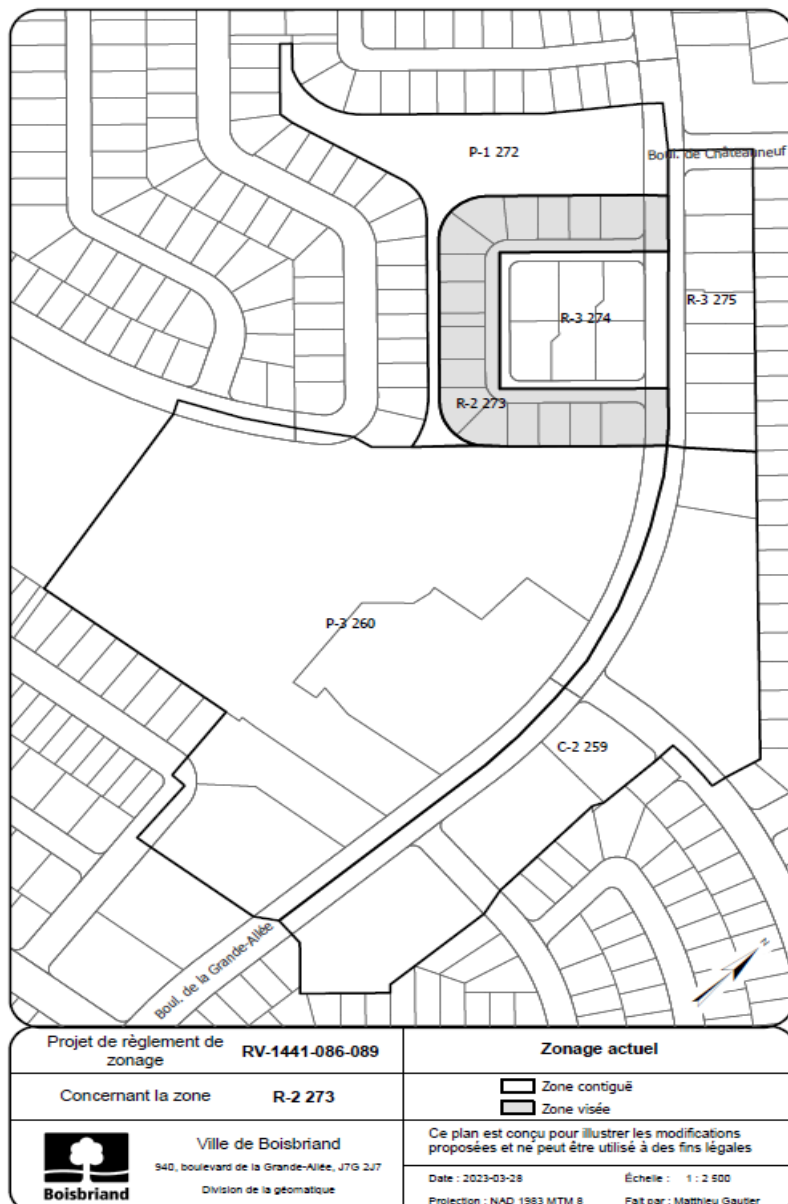 P-1 272
Boul. de Châteauneuf
R-3 275
R-3 274
R-2 273
P-3 260
C-2 259
Boul. de la Grande-Allée
N
Projet de règlement de
zonage
RV-1441-086-089
Zonage actuel
Concernant la zone
R-2 273
Zone contiguë
Zone visée
Boisbriand
Ville de Boisbriand
940, boulevard de la Grande-Allée, J7G 2J7
Division de la géomatique
Ce plan est conçu pour illustrer les modifications
proposées et ne peut être utilisé à des fins légales
Date : 2023-03-28
Échelle : 1 : 2 500
Projection : NAD 1983 MTM 8
Fait par : Matthieu Gautier